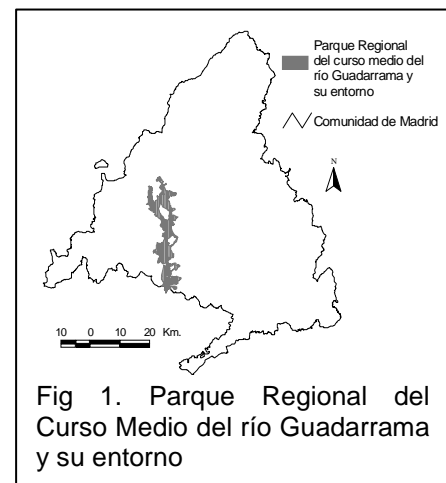 Parque Regional
del curso medio del
río Guadarrama y
su entorno
Comunidad de Madrid
N
10 0 10 20 Km.
Fig 1. Parque Regional del
Curso Medio del río Guadarrama
y su entorno